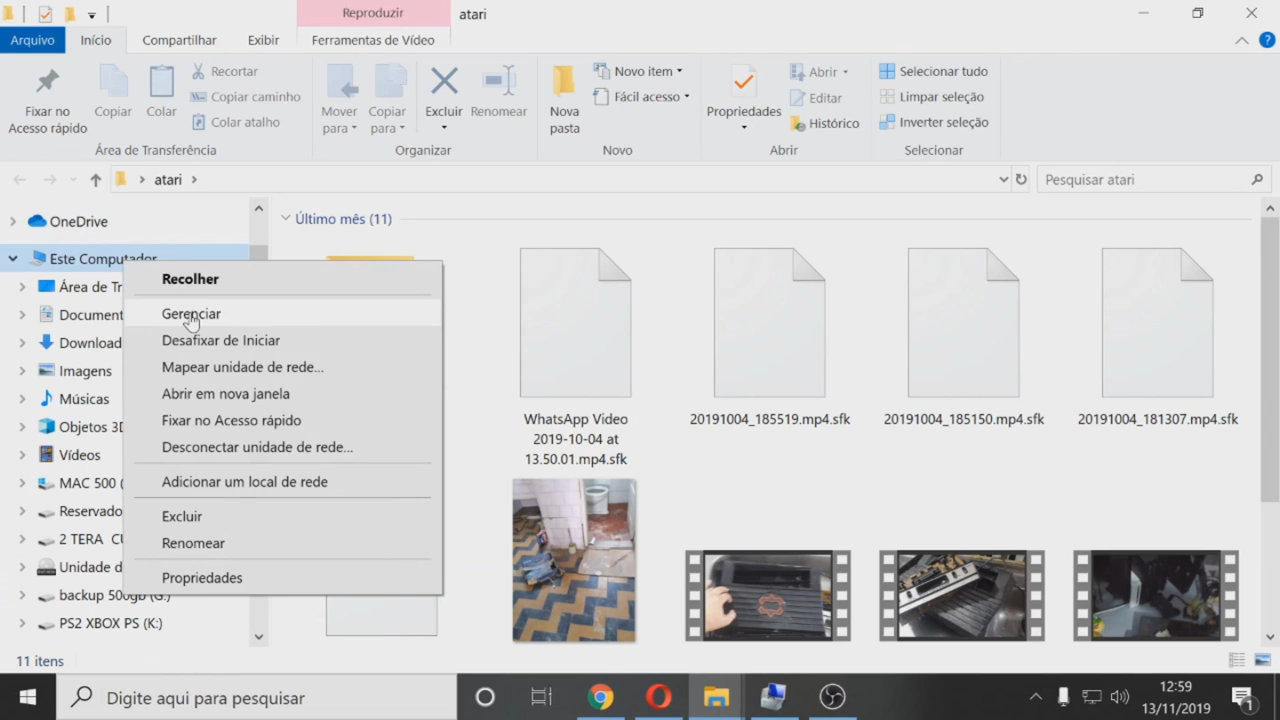 Reproduzir
atari
Arquivo
Início
Compartilhar
Exibir
Ferramentas de Vídeo
Fixar no
Acesso rápido
Copiar
Colar
Recortar
Copiar caminho
Colar atalho
Área de Transferência
Mover
para
Copiar
para
Excluir
Renomear
Organizar
Nova
pasta
Novo item
Fácil acesso
Novo
Propriedades
Abrir
Editar
Histórico
Abrir
Selecionar tudo
Limpar seleção
Inverter seleção
Selecionar
atari
Pesquisar atari
OneDrive
Este Computador
Área de Tr
Document
Download
Imagens
Músicas
Objetos 3D
Vídeos
MAC 500 (
Reservado
2 TERA CU
Unidade d
backup 500gb (G:)
PS2 XBOX PS (K:)
Recolher
Gerenciar
Desafixar de Iniciar
Mapear unidade de rede...
Abrir em nova janela
Fixar no Acesso rápido
Desconectar unidade de rede...
Adicionar um local de rede
Excluir
Renomear
Propriedades
Último mês (11)
WhatsApp Video
2019-10-04 at
13.50.01.mp4.sfk
20191004_185519.mp4.sfk
20191004_185150.mp4.sfk
20191004_181307.mp4.sfk
11 itens
Digite aqui para pesquisar
12:59
13/11/2019
1